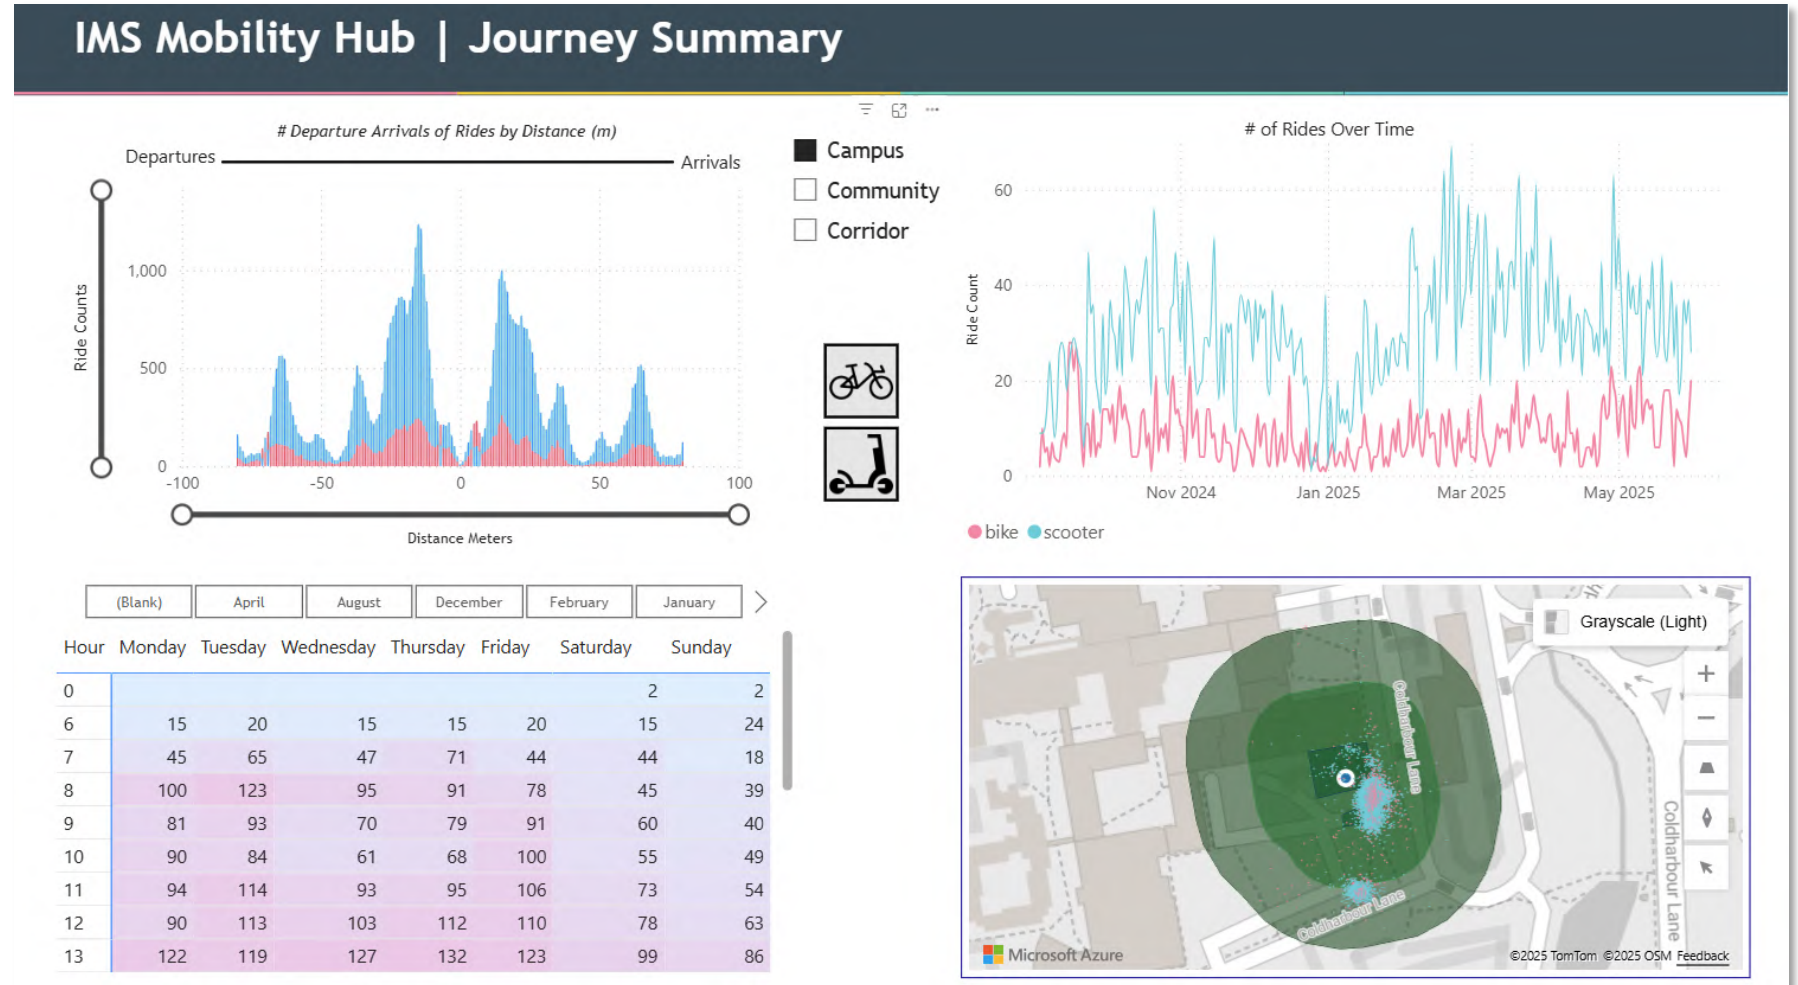 IMS Mobility Hub | Journey Summary
# Departure Arrivals of Rides by Distance (m)
Departures
Arrivals
Ride Counts
1,000
500
0
-100 -50 0 50 100
Distance Meters
Campus
Community
Corridor
# of Rides Over Time
Ride Count
60
40
20
0
Nov 2024 Jan 2025 Mar 2025 May 2025
bike scooter
(Blank) April August December February January
Hour Monday Tuesday Wednesday Thursday Friday Saturday Sunday
0 2 2
6 15 20 15 15 20 15 24
7 45 65 47 71 44 44 18
8 100 123 95 91 78 45 39
9 81 93 70 79 91 60 40
10 90 84 61 68 100 55 49
11 94 114 93 95 106 73 54
12 90 113 103 112 110 78 63
13 122 119 127 132 123 99 86
Grayscale (Light)
Coldharbour Lane
Coldharbour Lane
Coldharbour Lane
Microsoft Azure
©2025 TomTom ©2025 OSM Feedback